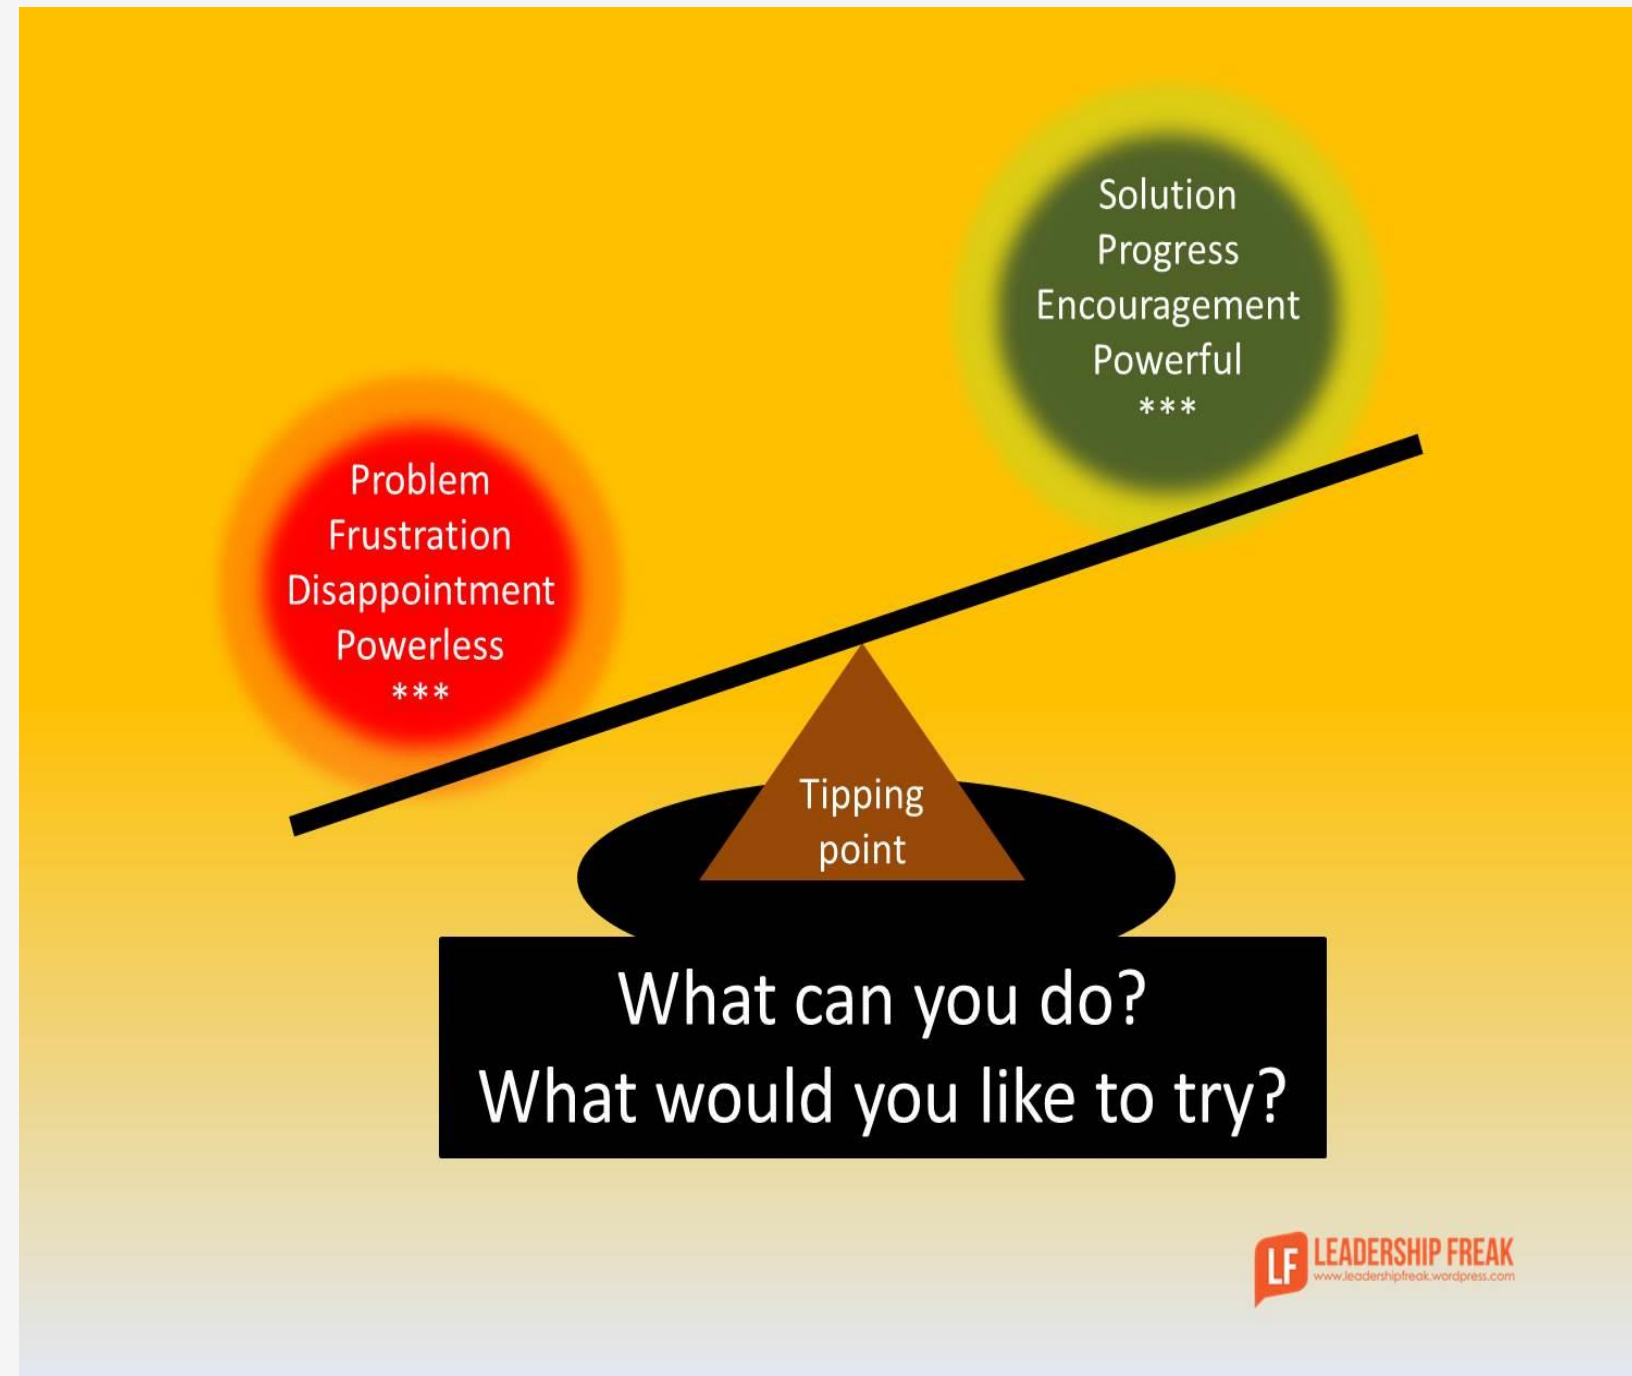 Solution
Progress
Encouragement
Powerful
***
Problem
Frustration
Disappointment
Powerless
***
Tipping
point
What can you do?
What would you like to try?
LF
LEADERSHIP FREAK
www.leadershipfreak.wordpress.com